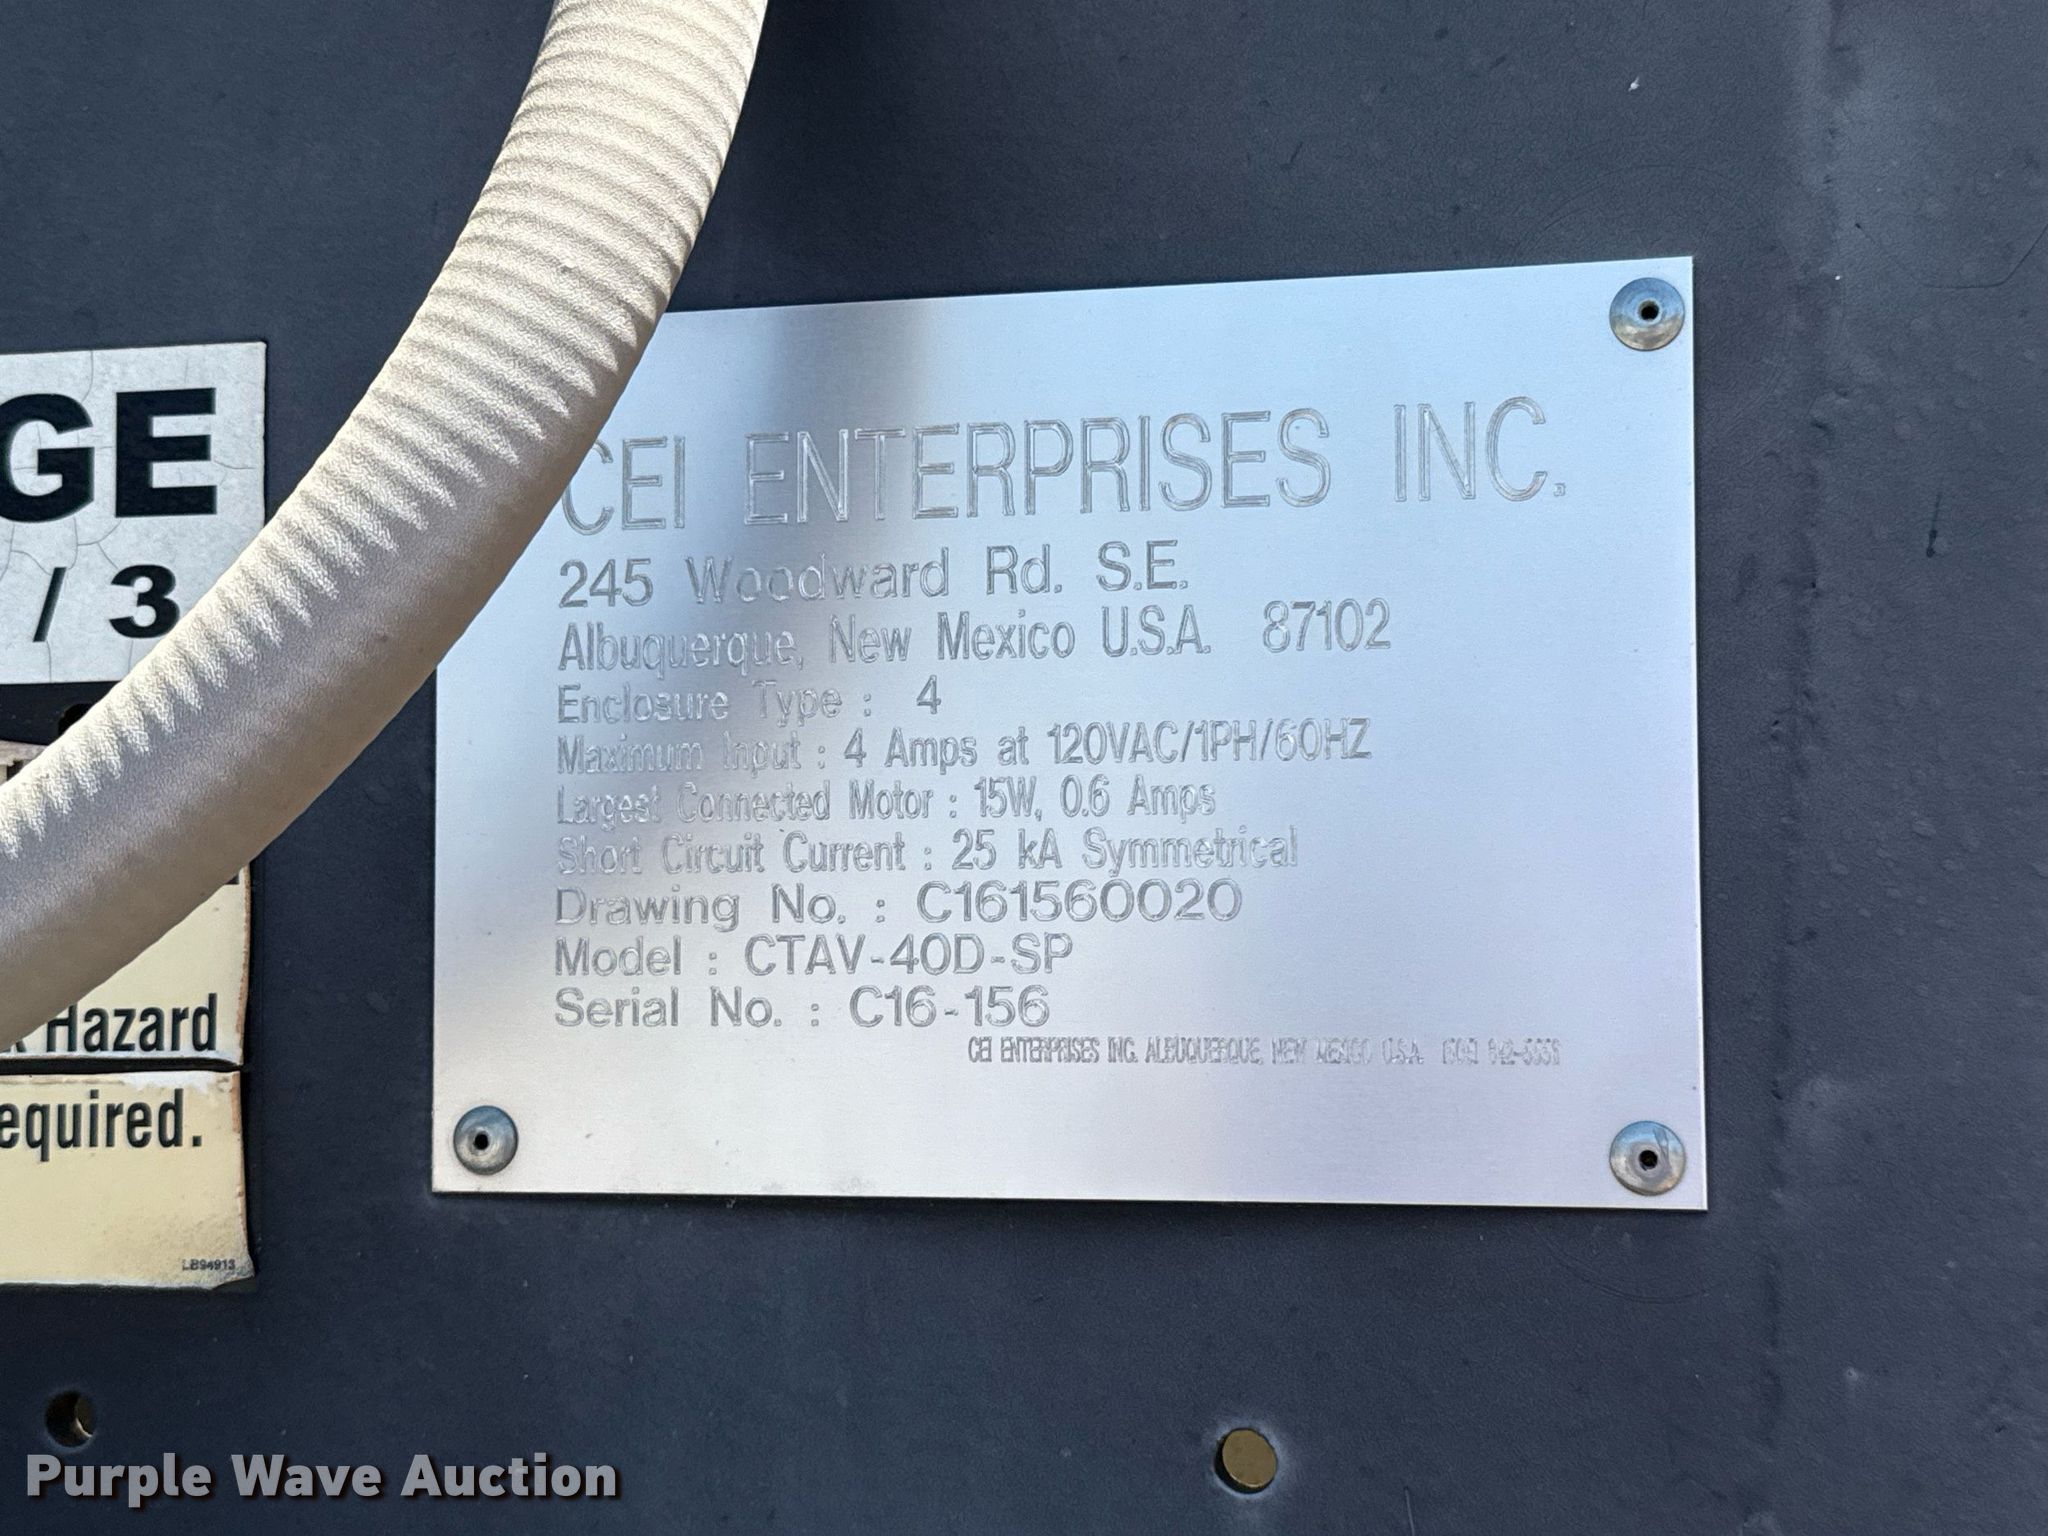 GE
/ 3
Hazard
equired.
LB94913
CEI ENTERPRISES INC.
245 Woodward Rd. S.E.
Albuquerque, New Mexico U.S.A. 87102
Enclosure Type : 4
Maximum Input : 4 Amps at 120VAC/1PH/60HZ
Largest Connected Motor : 15W, 0.6 Amps
Short Circuit Current : 25 kA Symmetrical
Drawing No. : C161560020
Model : CTAV-40D-SP
Serial No. : C16-156
CEI ENTERPRISES INC. ALBUQUERQUE, NEW MEXICO U.S.A.
Purple Wave Auction